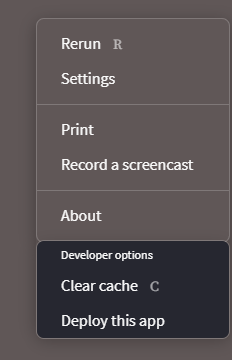 Rerun R
Settings
Print
Record a screencast
About
Developer options
Clear cache C
Deploy this app